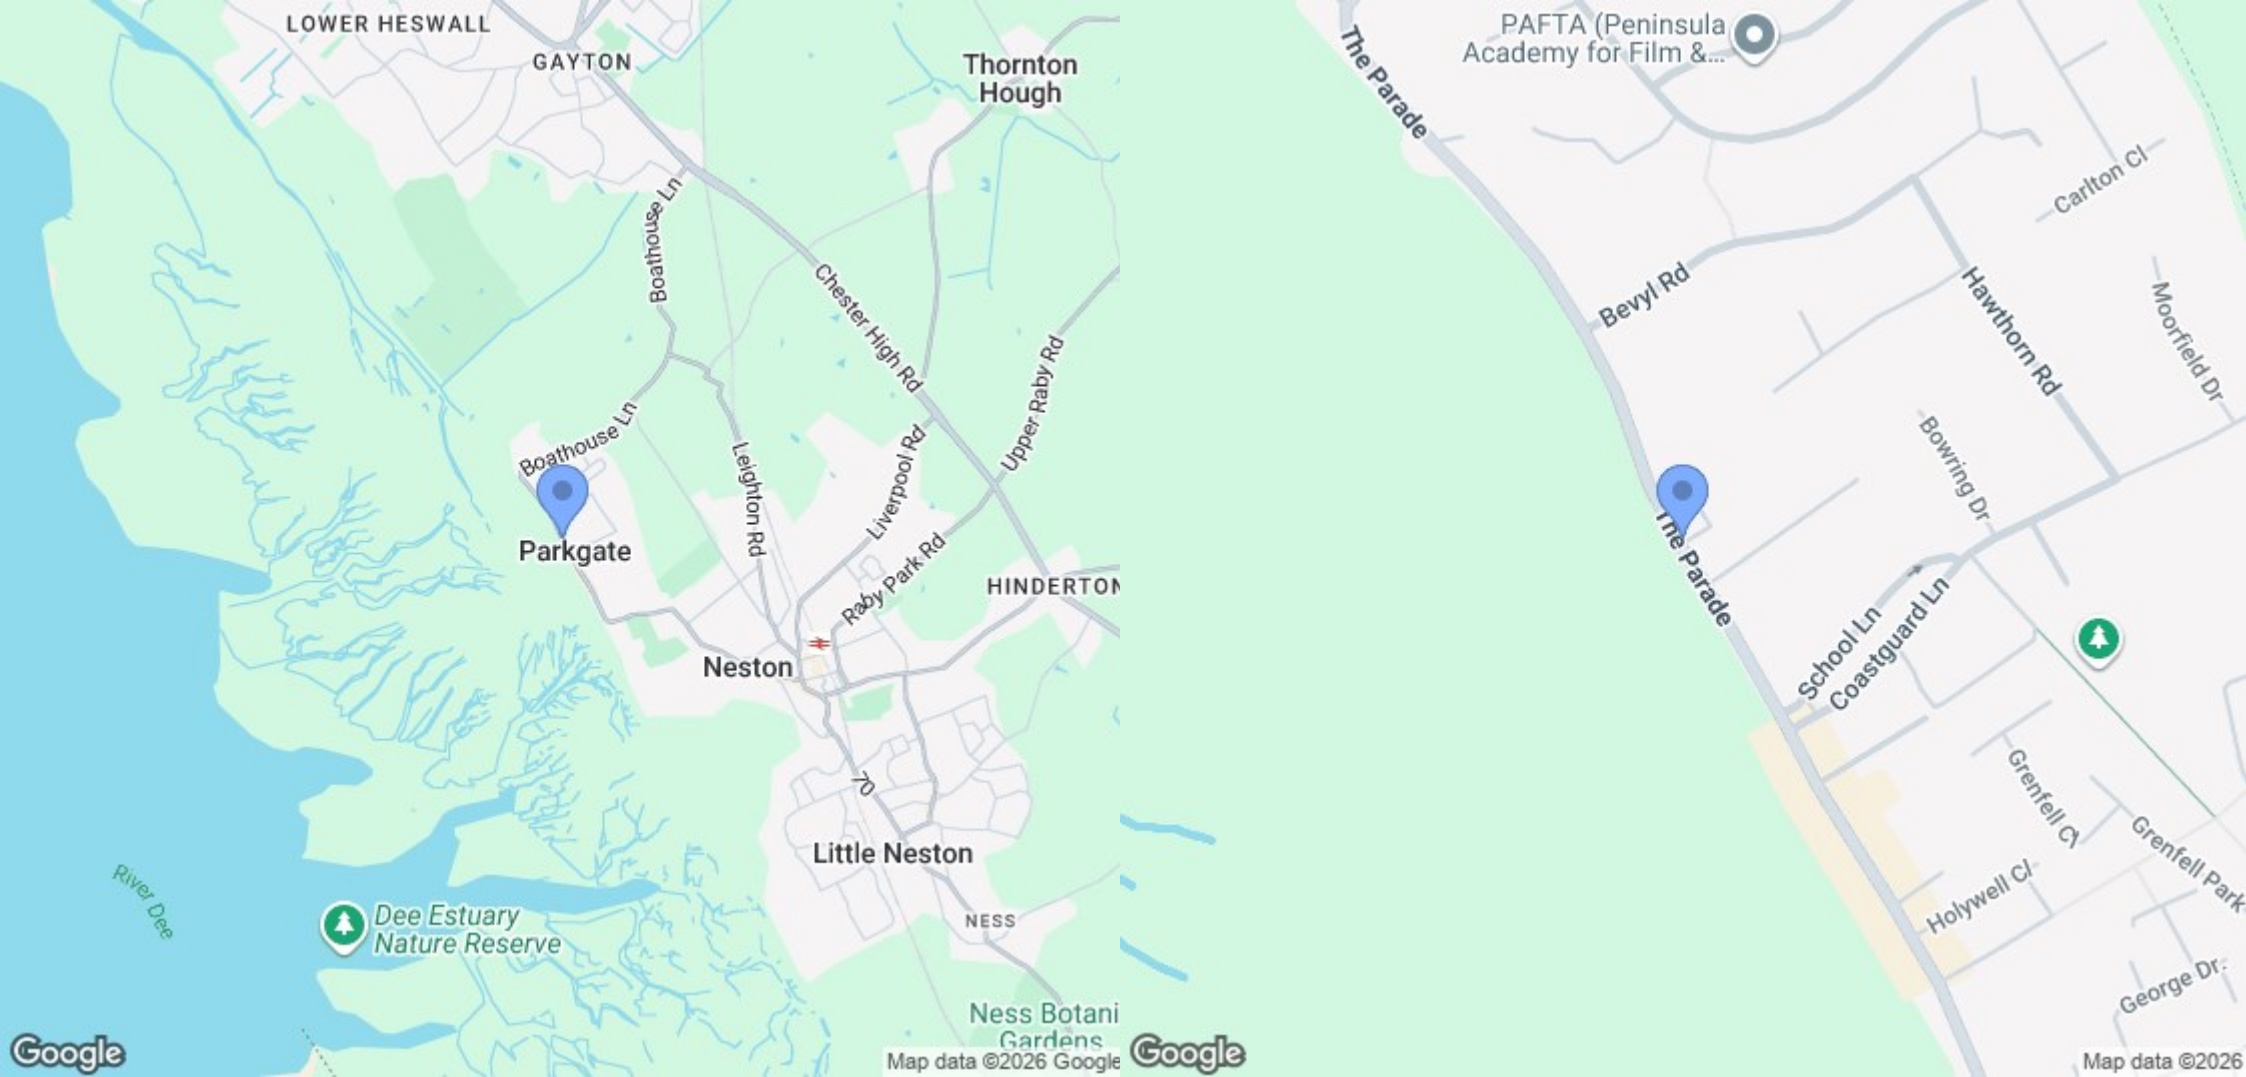 LOWER HESWALL
GAYTON
Thornton
Hough
Boathouse Ln
Chester High Rd
Upper Raby Rd
Boathouse Ln
Leighton Rd
Liverpool Rd
Parkgate
Raby Park Rd
HINDERTON
Neston
70
Little Neston
River Dee
Dee Estuary
Nature Reserve
NESS
Ness Botani
Gardens
Google
Map data ©2026 Google
PAFTA (Peninsula
Academy for Film &...
The Parade
Carlton Cl
Bevyl Rd
Hawthorn Rd
Moorfield Dr
Bowring Dr
The Parade
School Ln
Coastguard Ln
Grenfell Cl
Grenfell Park
Holywell Cl
George Dr.
Google
Map data ©2026